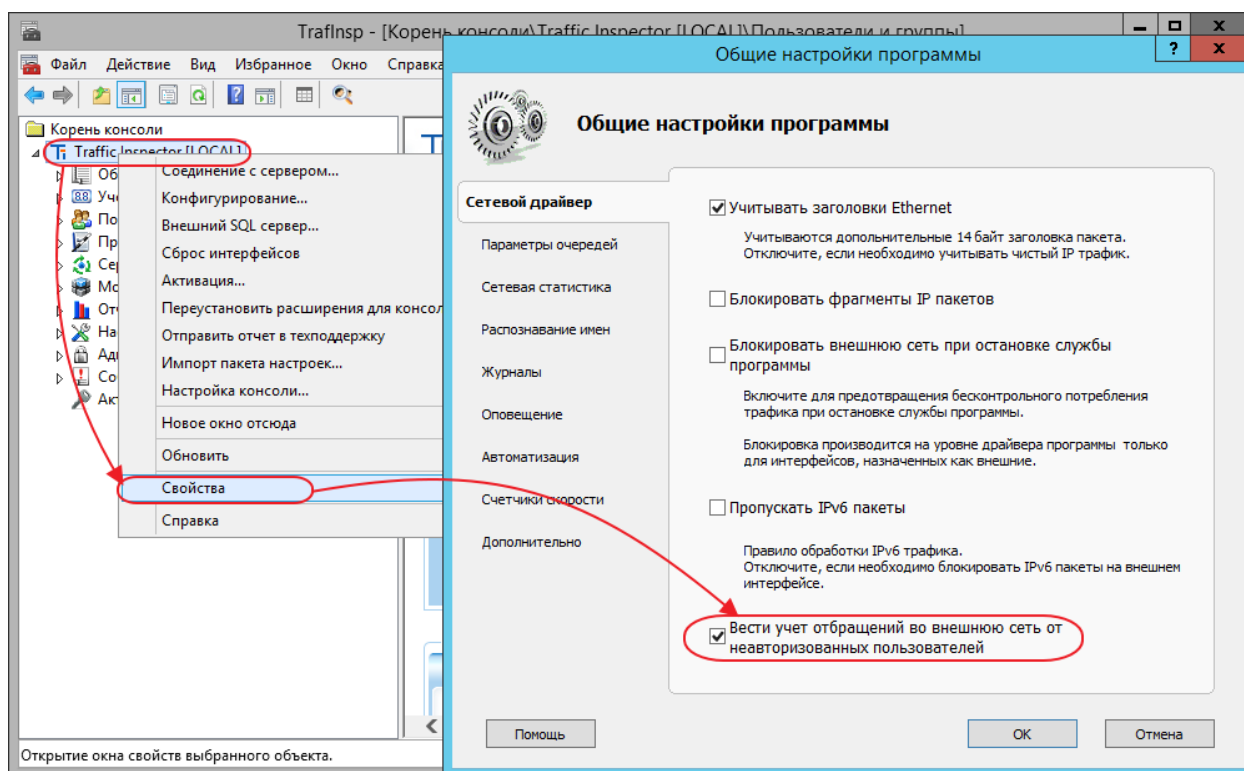 TrafInsp - [Корень консоли\Traffic Inspector [LOCAL]\Пользователи и группы]
Файл Действие Вид Избранное Окно Справка
Корень консоли
Traffic Inspector [LOCAL]
Соединение с сервером...
Конфигурирование...
Внешний SQL сервер...
Сброс интерфейсов
Активация...
Переустановить расширения для консол
Отправить отчет в техподдержку
Импорт пакета настроек...
Настройка консоли...
Новое окно отсюда
Обновить
Свойства
Справка
Открытие окна свойств выбранного объекта.
Общие настройки программы
Общие настройки программы
Сетевой драйвер
Параметры очередей
Сетевая статистика
Распознавание имен
Журналы
Оповещение
Автоматизация
Счетчики скорости
Дополнительно
Учитывать заголовки Ethernet
Учитываются допольнительные 14 байт заголовка пакета.
Отключите, если необходимо учитывать чистый IP трафик.
Блокировать фрагменты IP пакетов
Блокировать внешнюю сеть при остановке службы
программы
Включите для предотвращения бесконтрольного потребления
трафика при остановке службы программы.
Блокировка производится на уровне драйвера программы только
для интерфейсов, назначенных как внешние.
Пропускать IPv6 пакеты
Правило обработки IPv6 трафика.
Отключите, если необходимо блокировать IPv6 пакеты на внешнем
интерфейсе.
Вести учет отбращений во внешнюю сеть от
неавторизованных пользователей
Помощь
OK
Отмена